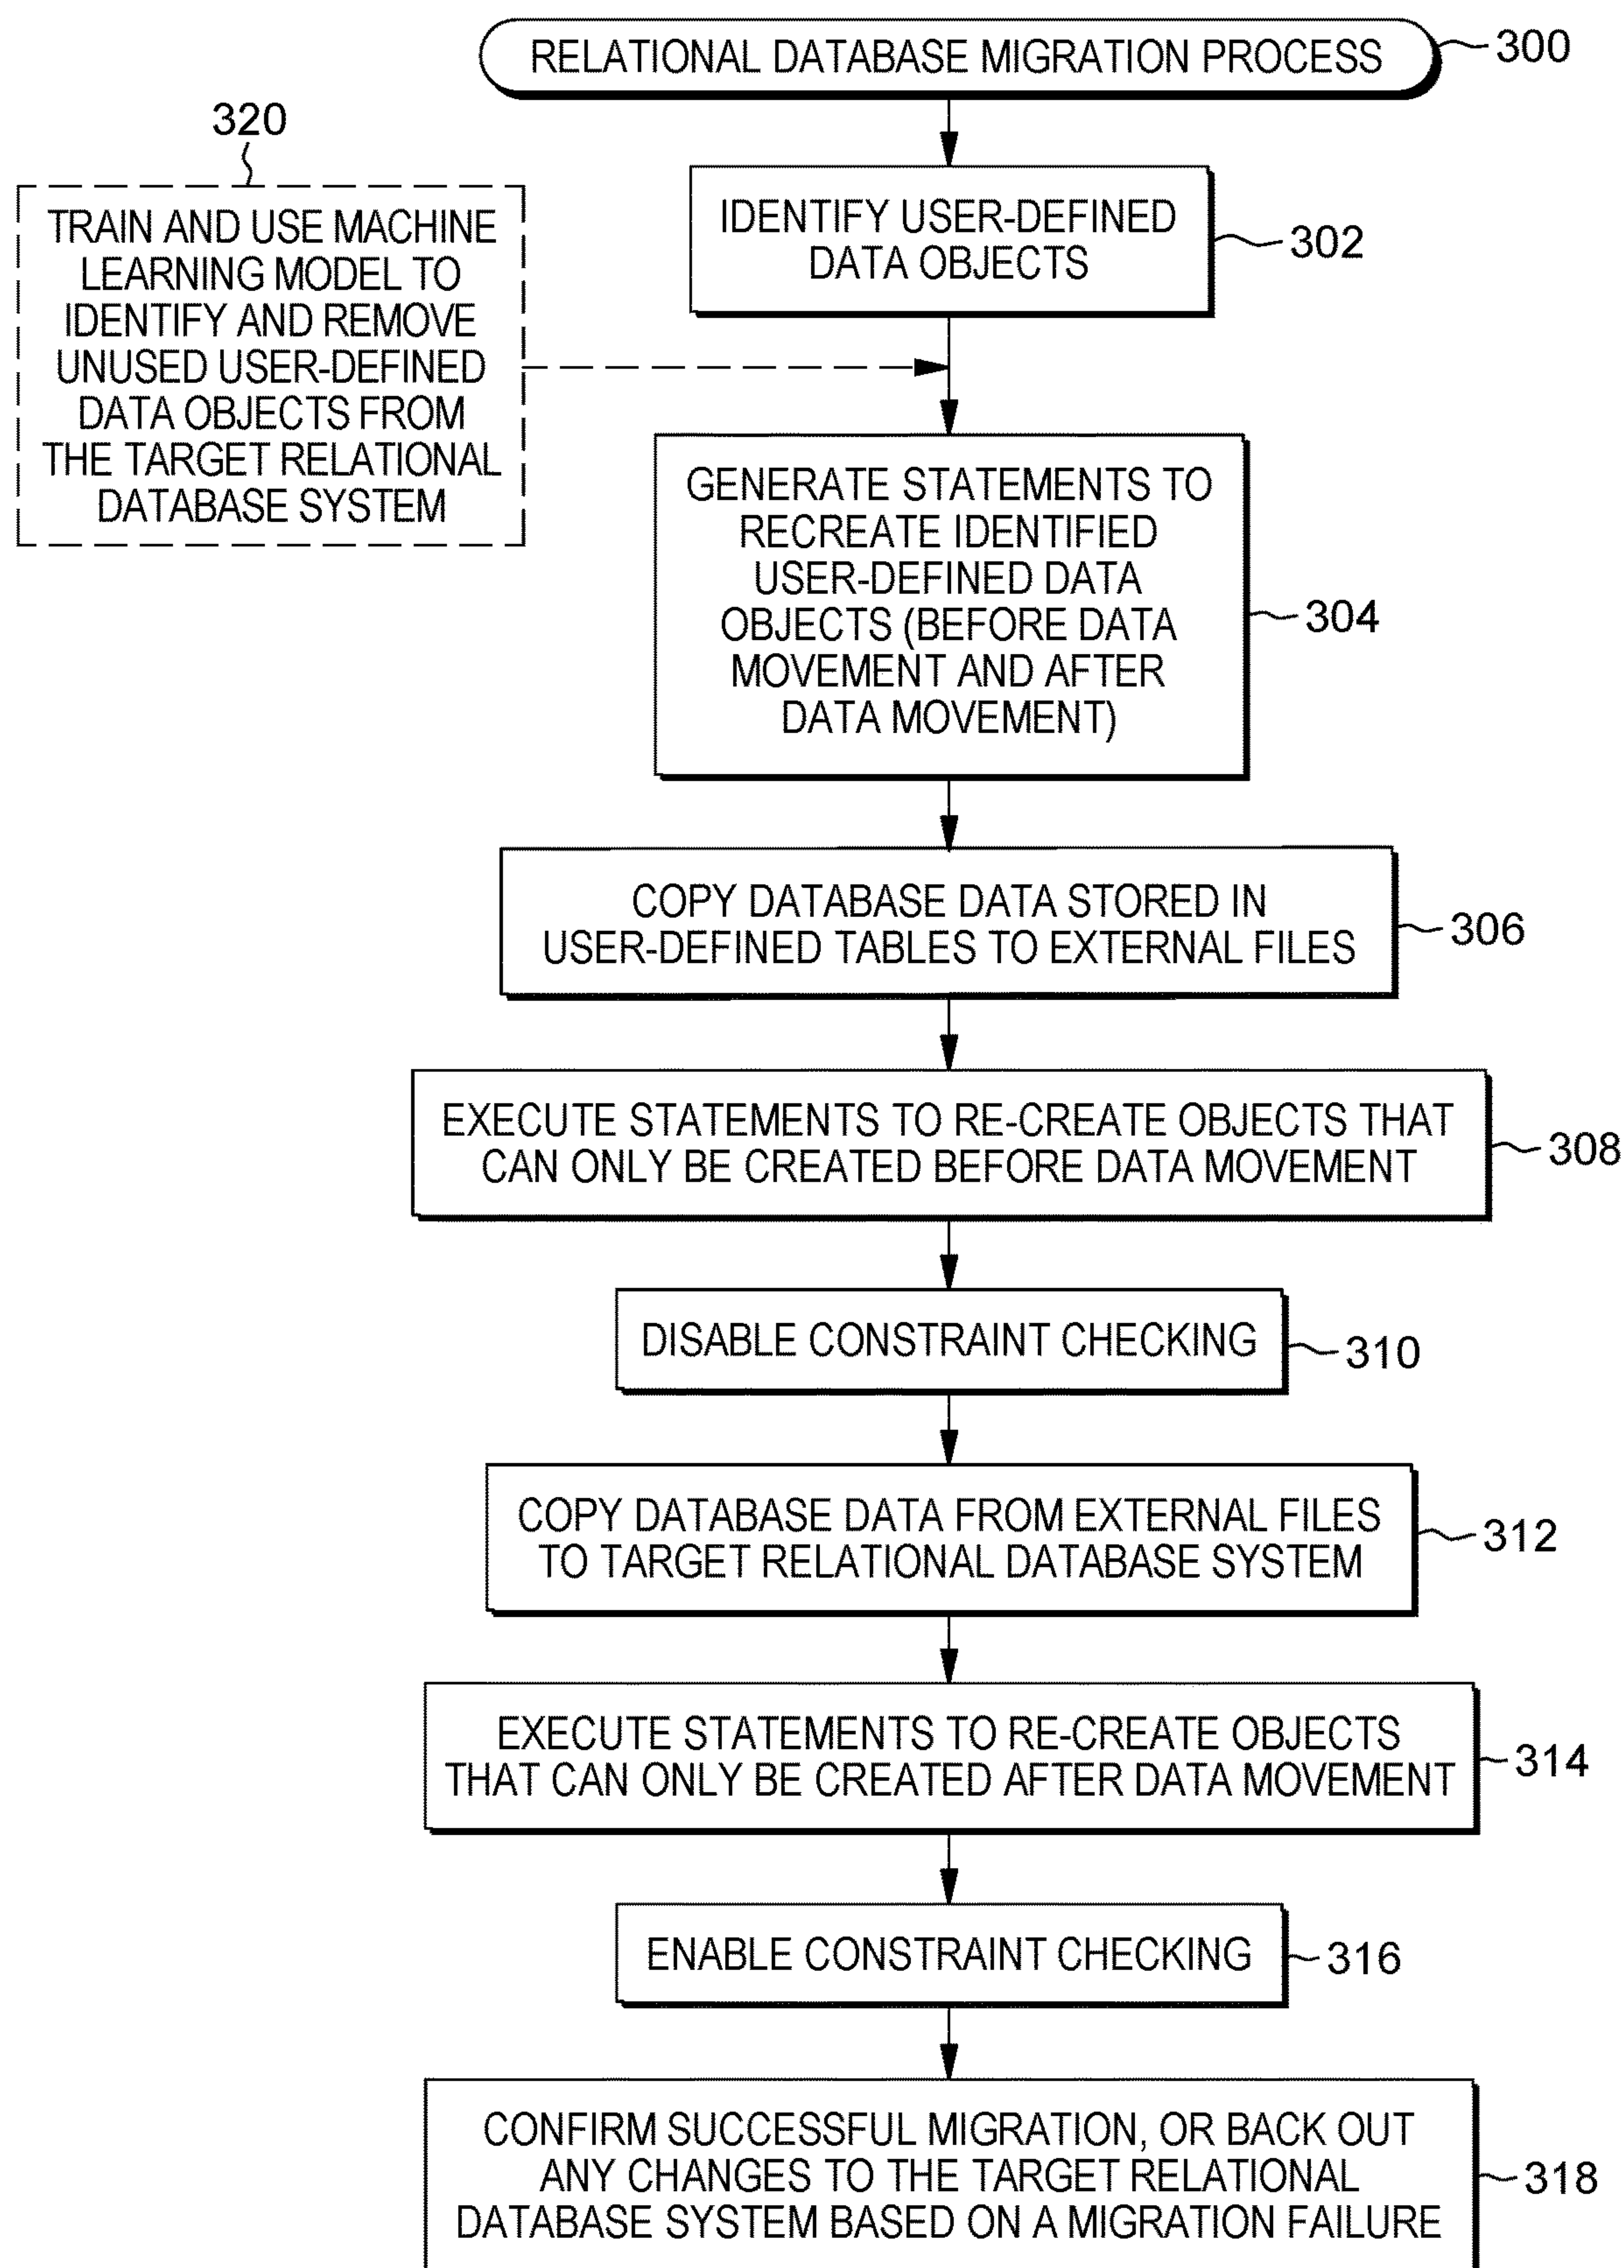 RELATIONAL DATABASE MIGRATION PROCESS
300
320
TRAIN AND USE MACHINE
LEARNING MODEL TO
IDENTIFY AND REMOVE
UNUSED USER-DEFINED
DATA OBJECTS FROM
THE TARGET RELATIONAL
DATABASE SYSTEM
IDENTIFY USER-DEFINED
DATA OBJECTS
302
GENERATE STATEMENTS TO
RECREATE IDENTIFIED
USER-DEFINED DATA
OBJECTS (BEFORE DATA
MOVEMENT AND AFTER
DATA MOVEMENT)
304
COPY DATABASE DATA STORED IN
USER-DEFINED TABLES TO EXTERNAL FILES
306
EXECUTE STATEMENTS TO RE-CREATE OBJECTS THAT
CAN ONLY BE CREATED BEFORE DATA MOVEMENT
308
DISABLE CONSTRAINT CHECKING
310
COPY DATABASE DATA FROM EXTERNAL FILES
TO TARGET RELATIONAL DATABASE SYSTEM
312
EXECUTE STATEMENTS TO RE-CREATE OBJECTS
THAT CAN ONLY BE CREATED AFTER DATA MOVEMENT
314
ENABLE CONSTRAINT CHECKING
316
CONFIRM SUCCESSFUL MIGRATION, OR BACK OUT
ANY CHANGES TO THE TARGET RELATIONAL
DATABASE SYSTEM BASED ON A MIGRATION FAILURE
318